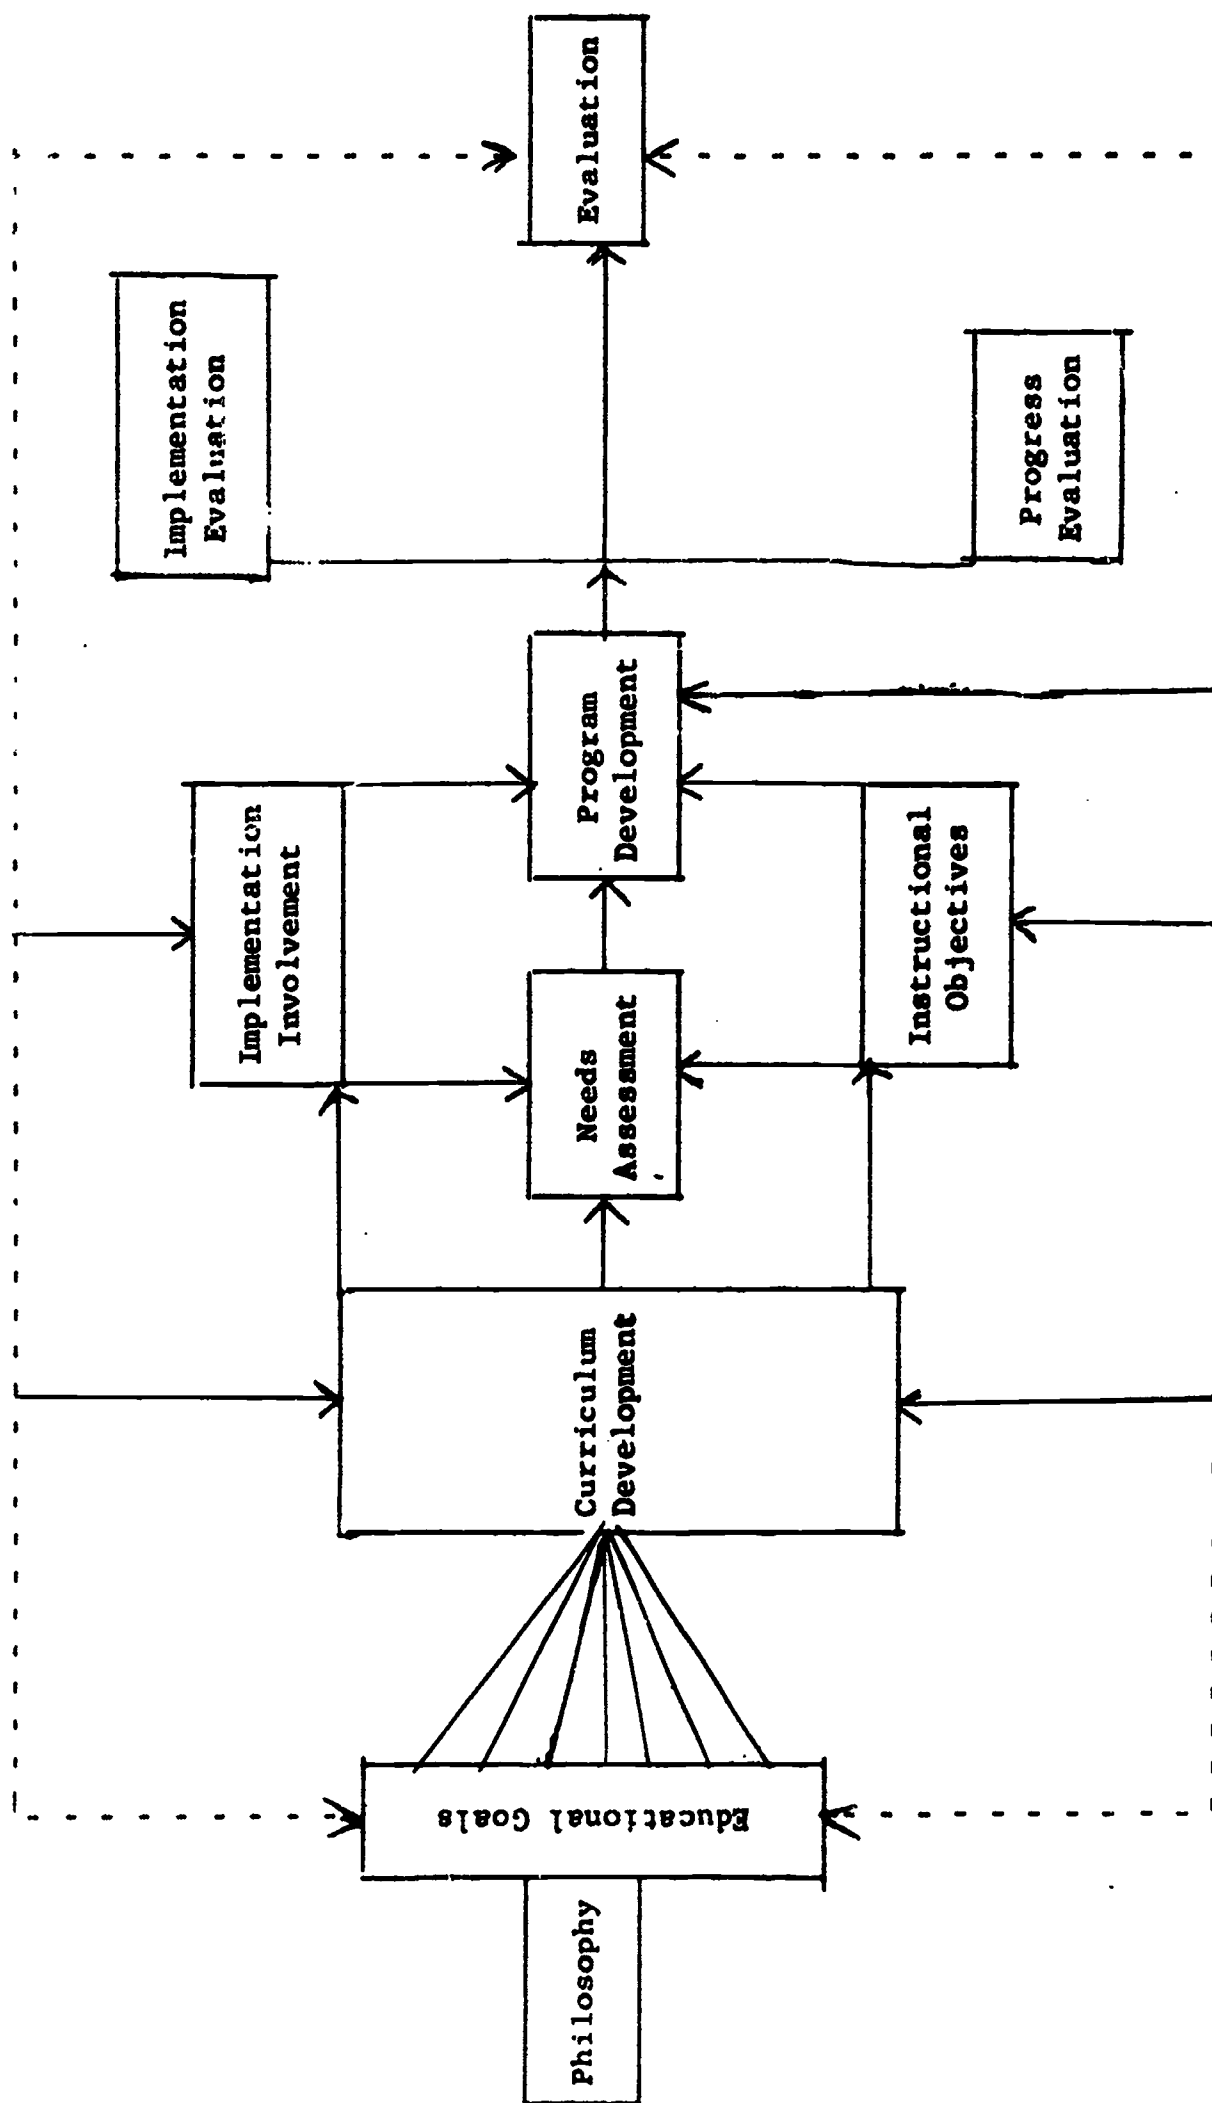 Philosophy
Educational Goals
Curriculum
Development
Needs
Assessment
Implementation
Involvement
Instructional
Objectives
Program
Development
Implementation
Evaluation
Progress
Evaluation
Evaluation